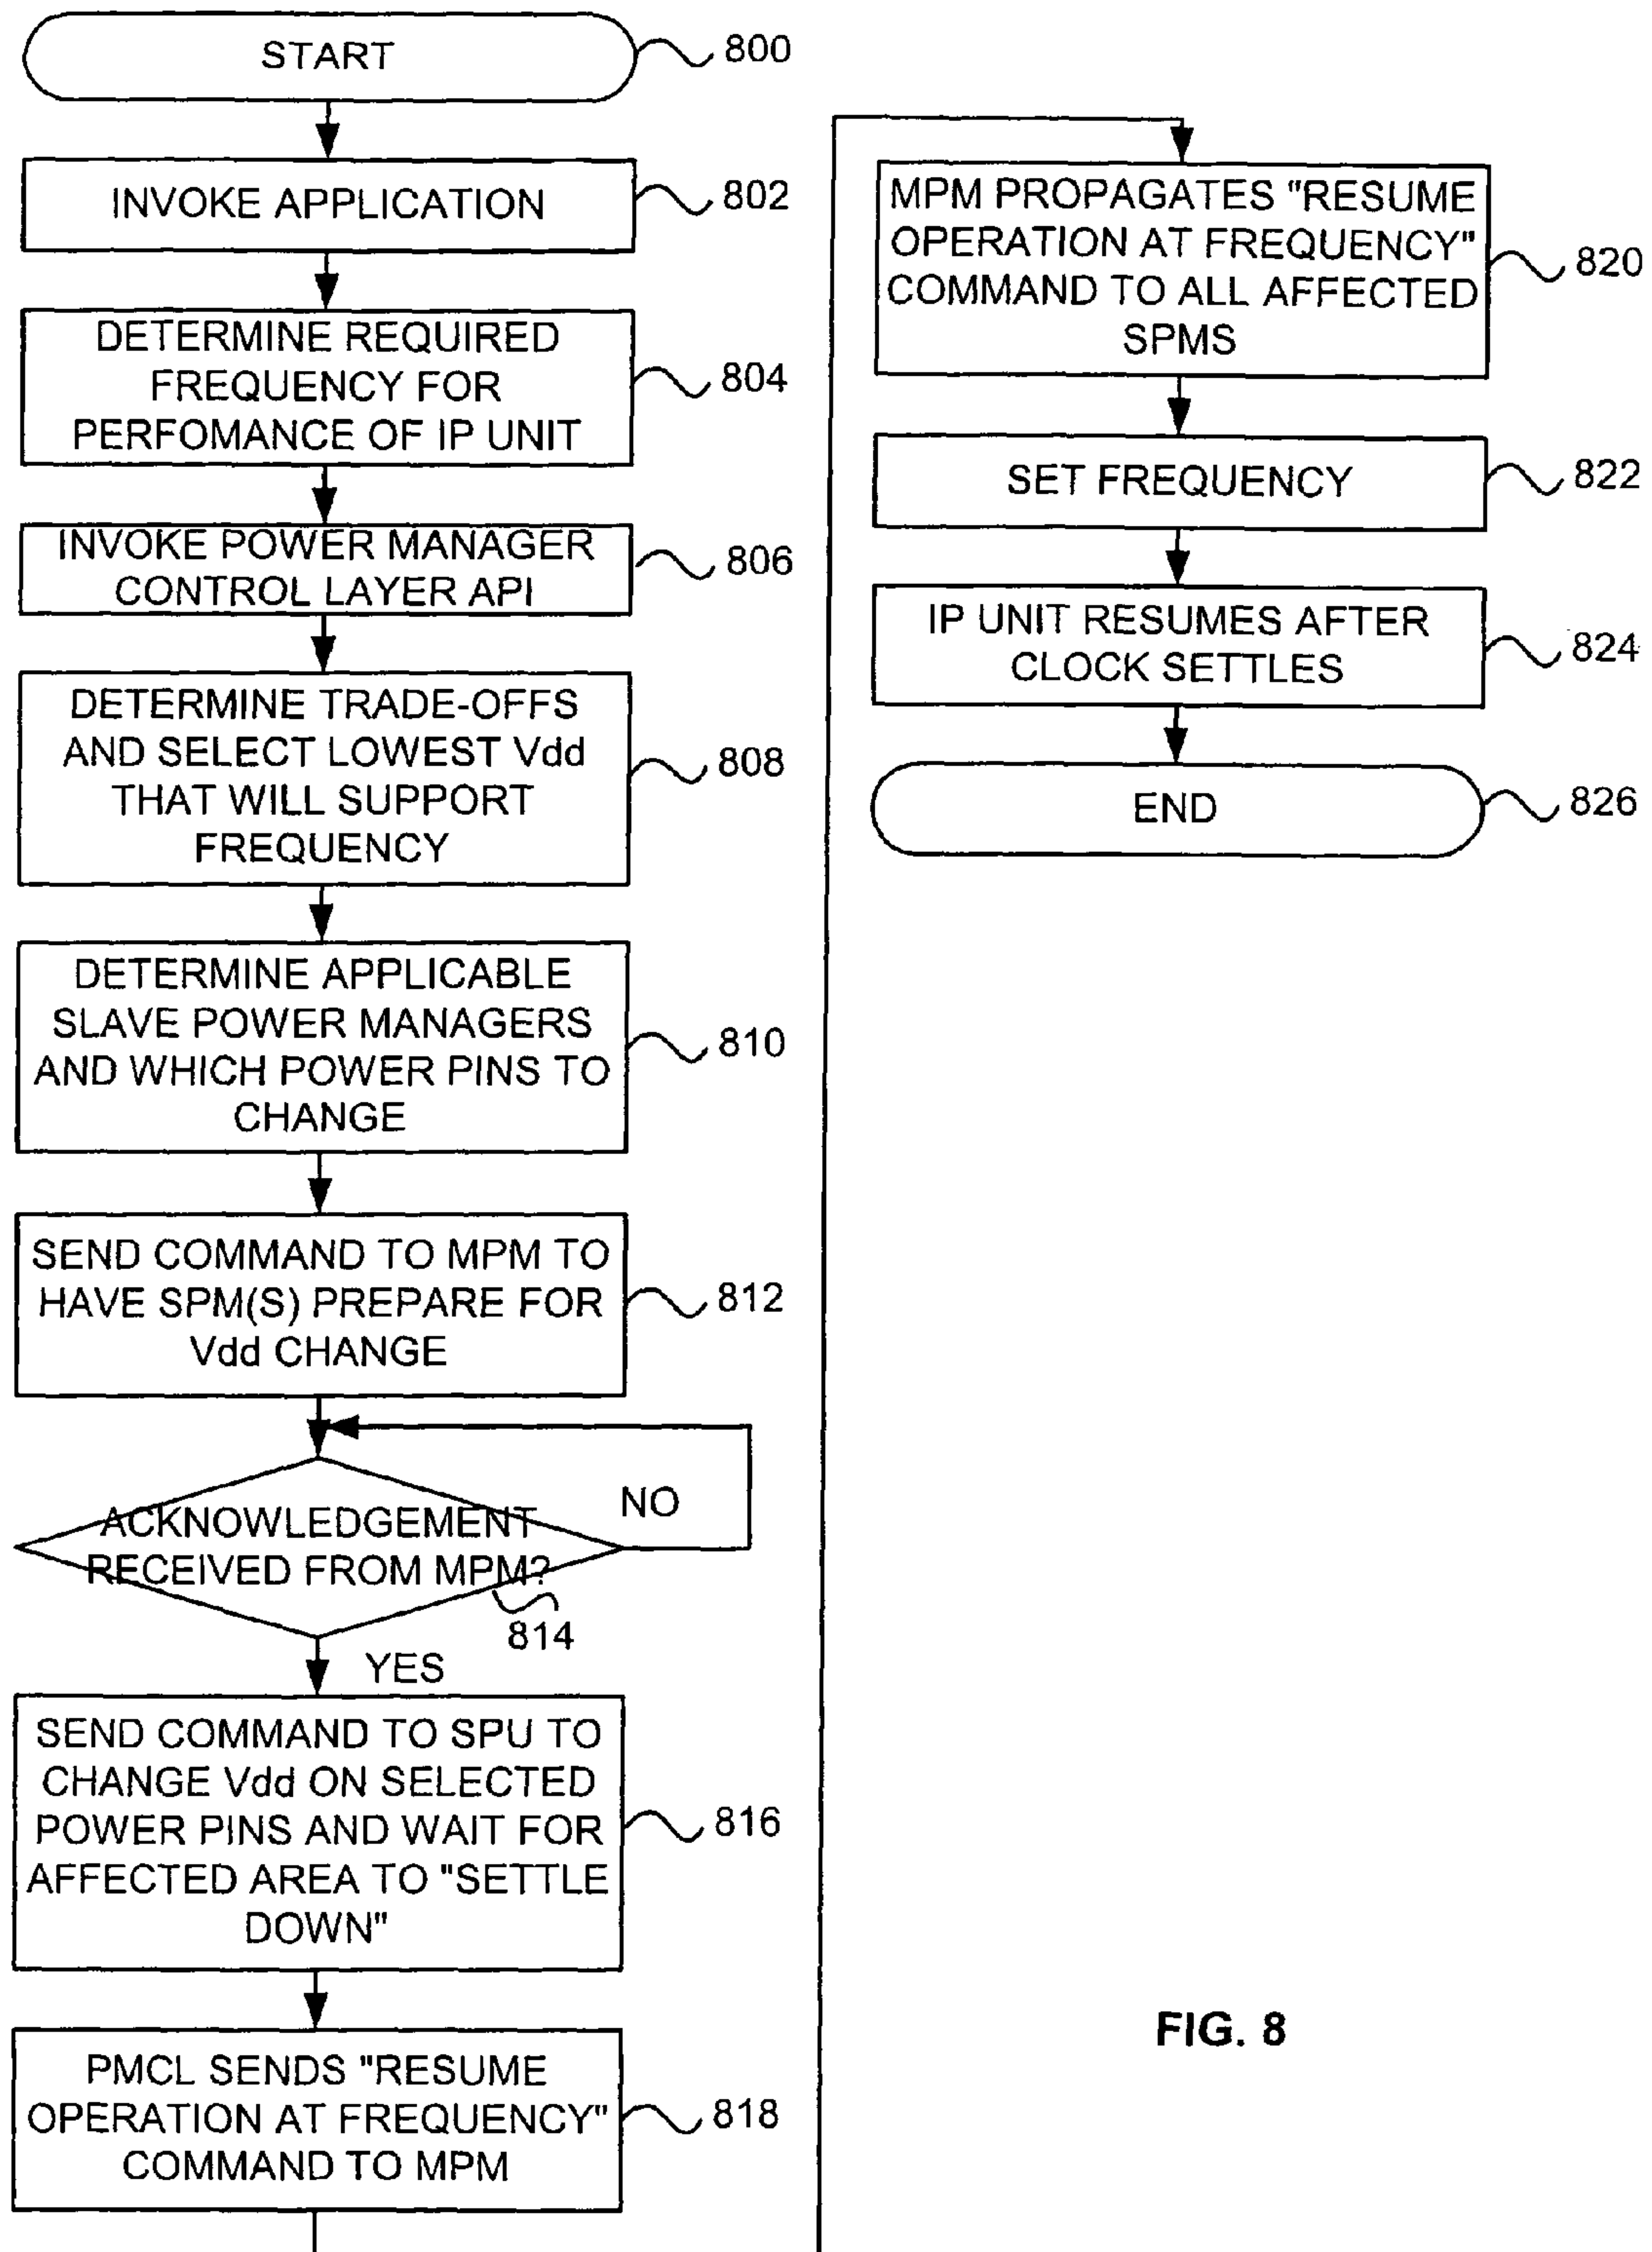 START
800
INVOKE APPLICATION
802
DETERMINE REQUIRED
FREQUENCY FOR
PERFOMANCE OF IP UNIT
804
INVOKE POWER MANAGER
CONTROL LAYER API
806
DETERMINE TRADE-OFFS
AND SELECT LOWEST Vdd
THAT WILL SUPPORT
FREQUENCY
808
DETERMINE APPLICABLE
SLAVE POWER MANAGERS
AND WHICH POWER PINS TO
CHANGE
810
SEND COMMAND TO MPM TO
HAVE SPM(S) PREPARE FOR
Vdd CHANGE
812
ACKNOWLEDGEMENT
RECEIVED FROM MPM?
NO
814
YES
SEND COMMAND TO SPU TO
CHANGE Vdd ON SELECTED
POWER PINS AND WAIT FOR
AFFECTED AREA TO "SETTLE
DOWN"
816
PMCL SENDS "RESUME
OPERATION AT FREQUENCY"
COMMAND TO MPM
818
MPM PROPAGATES "RESUME
OPERATION AT FREQUENCY"
COMMAND TO ALL AFFECTED
SPMS
820
SET FREQUENCY
822
IP UNIT RESUMES AFTER
CLOCK SETTLES
824
END
826
FIG. 8